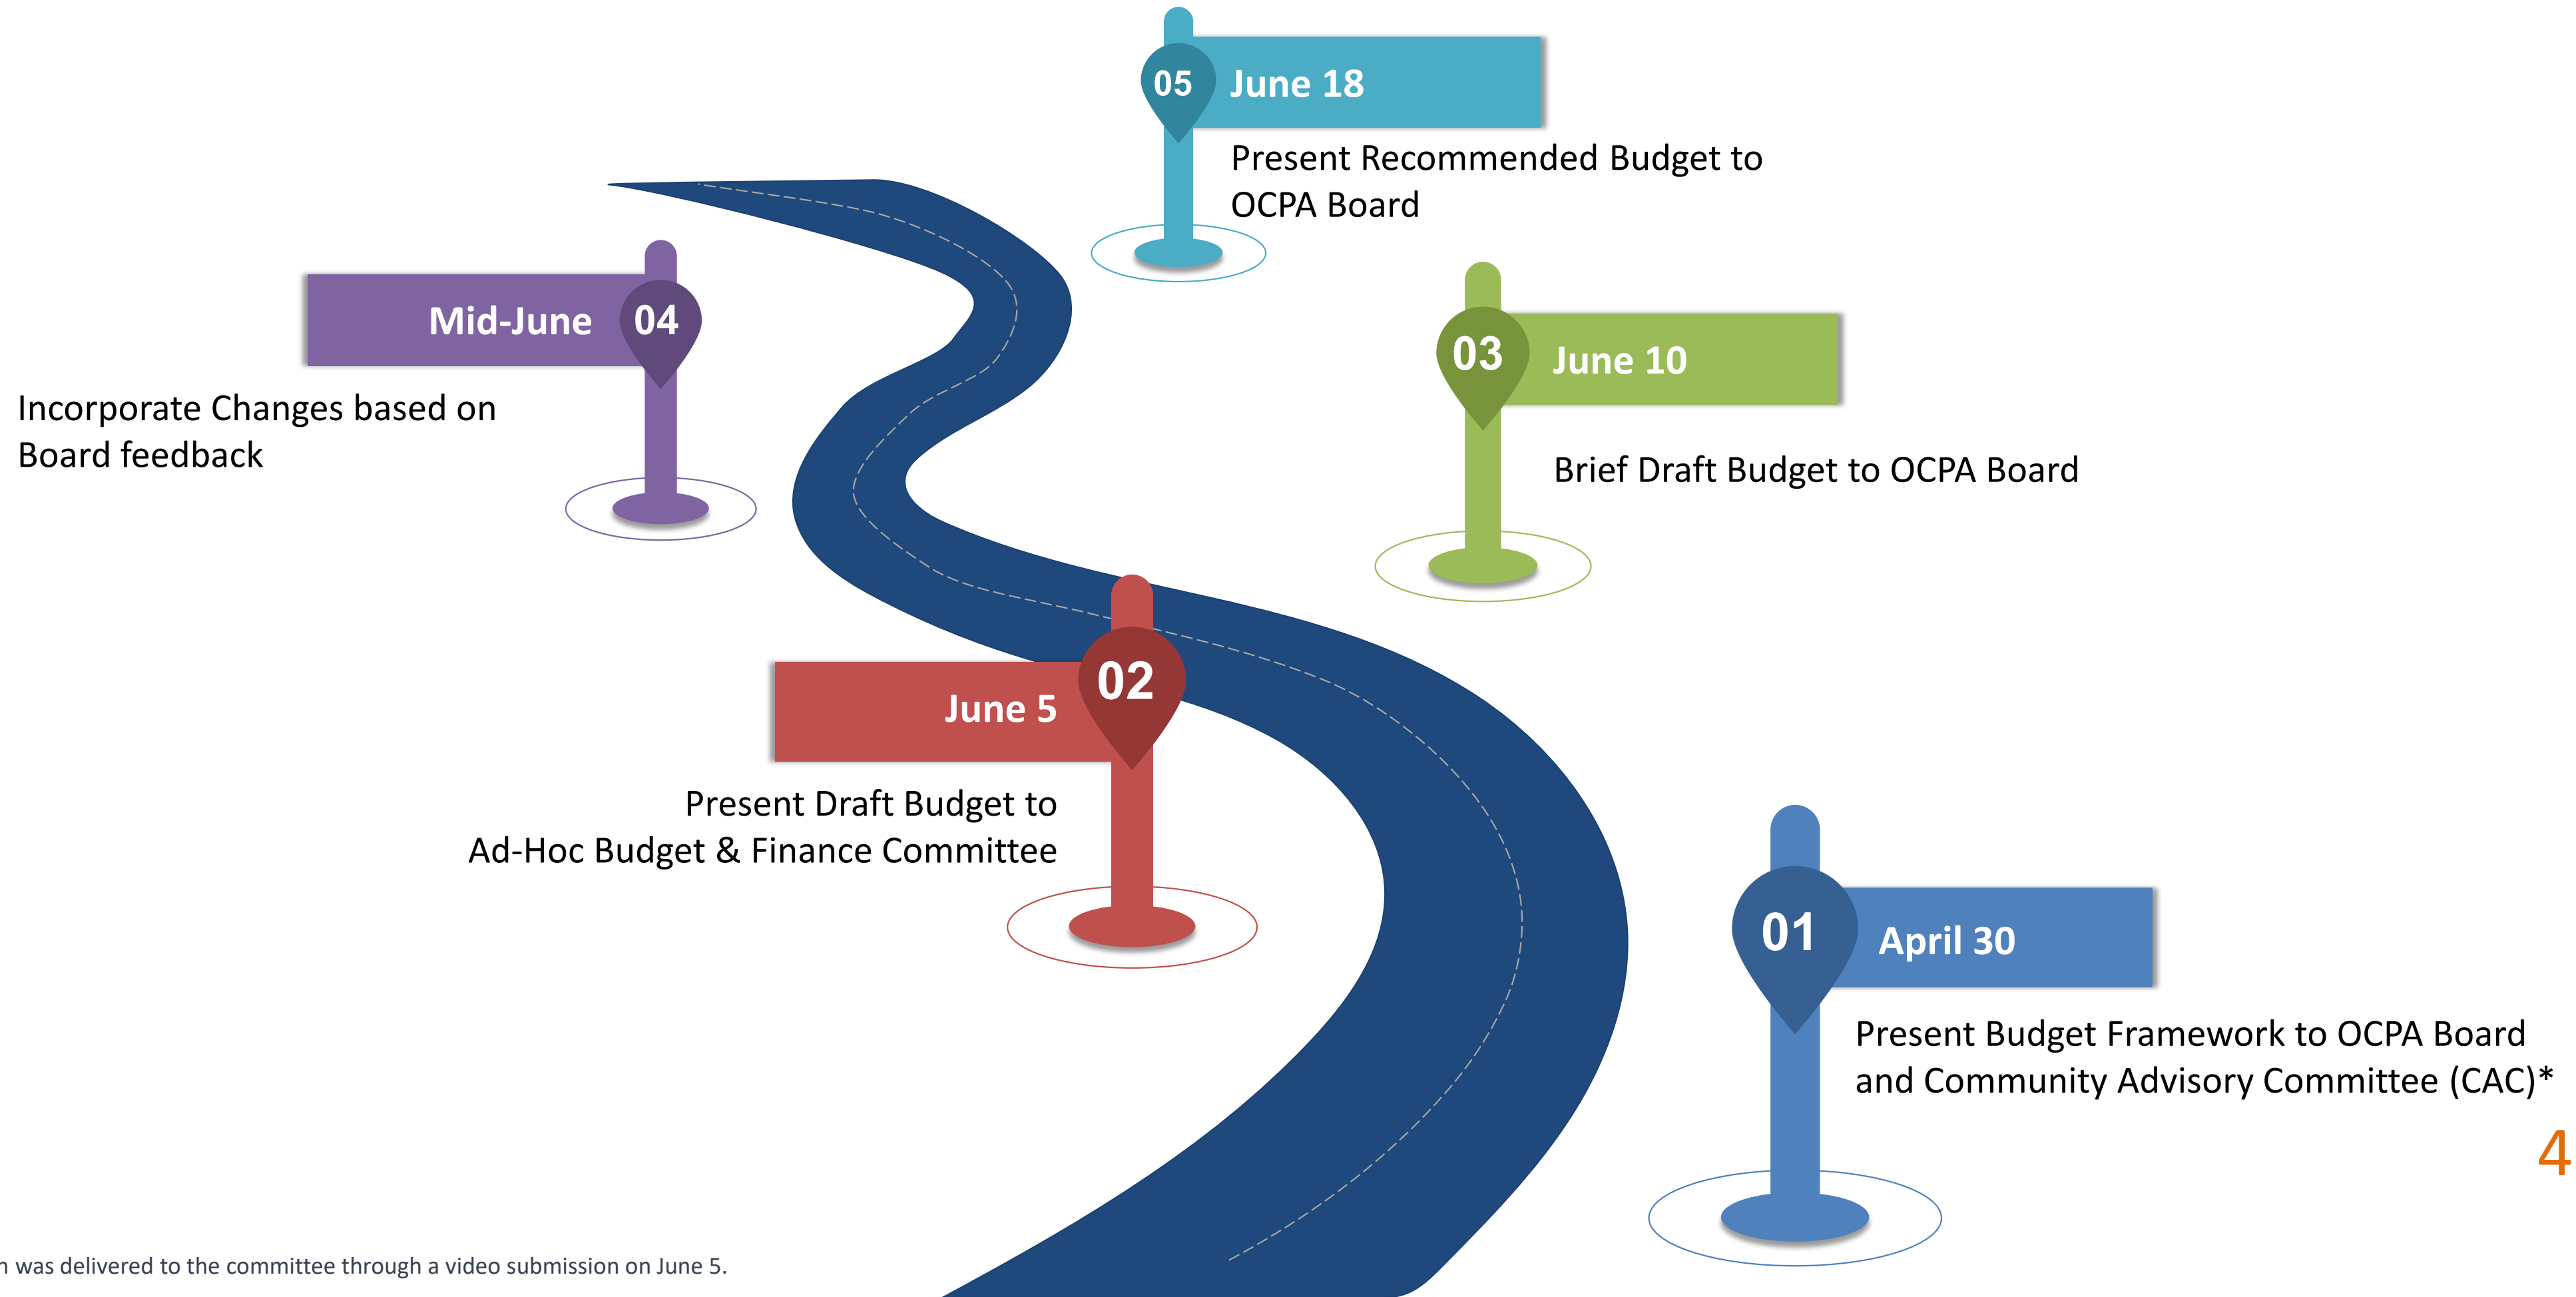 05
June 18
Present Recommended Budget to
OCPA Board
Mid-June
04
Incorporate Changes based on
Board feedback
03
June 10
Brief Draft Budget to OCPA Board
02
June 5
Present Draft Budget to
Ad-Hoc Budget & Finance Committee
01
April 30
Present Budget Framework to OCPA Board
and Community Advisory Committee (CAC)*
4
was delivered to the committee through a video submission on June 5.